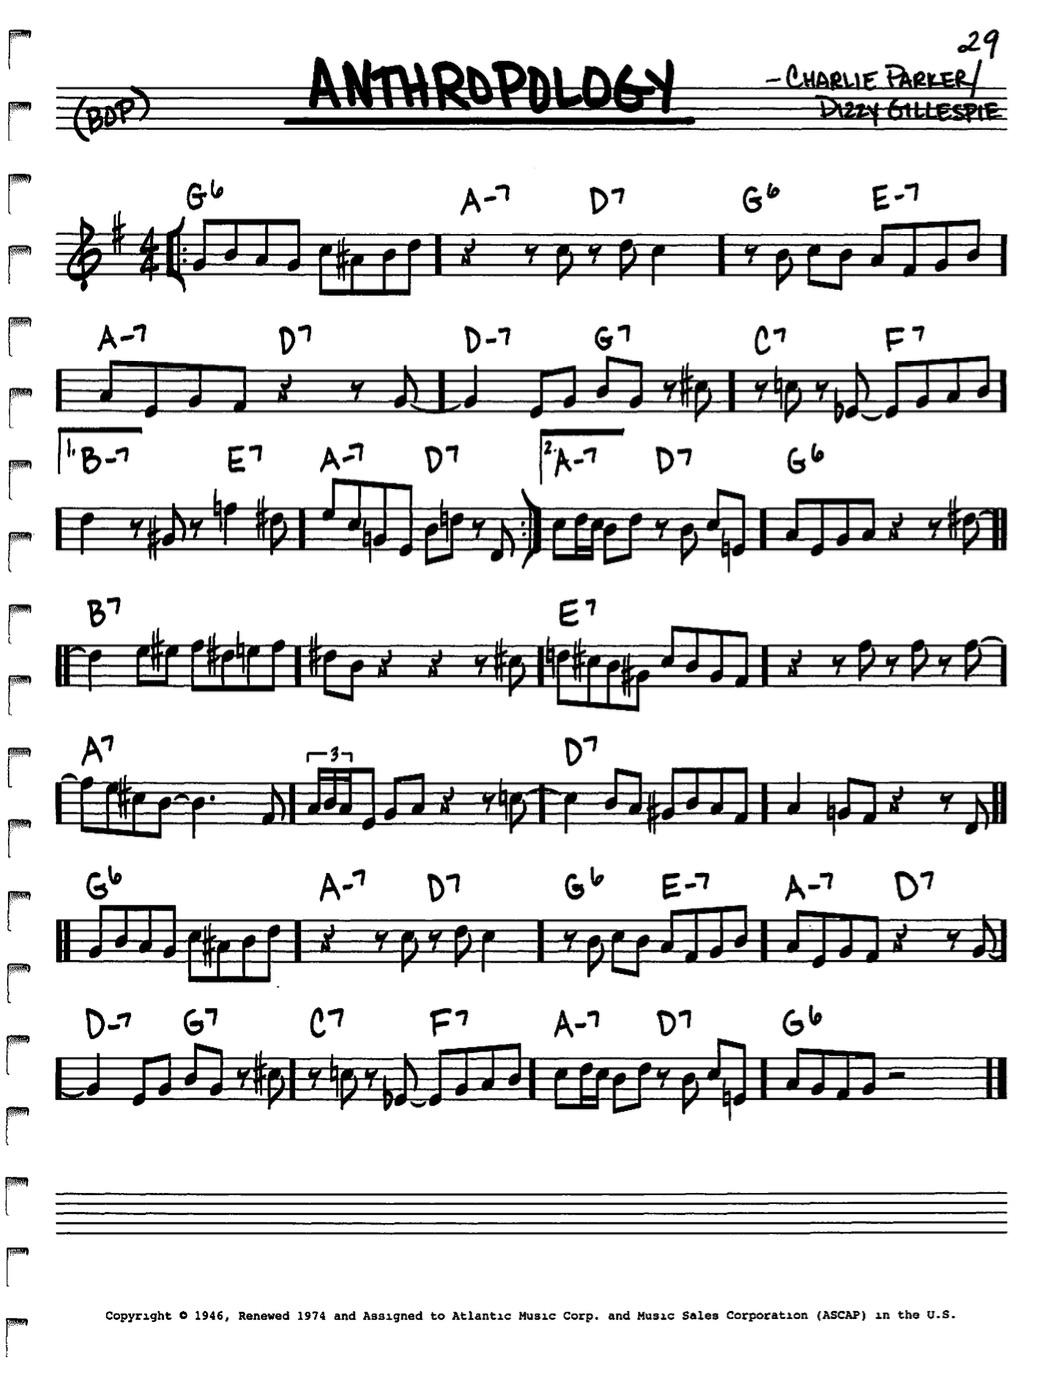 29
ANTHROPOLOGY
- CHARLIE PARKER/
DIZZY GILLESPIE
(BOP)
G6 A-7 D7 G6 E-7
4
4
A-7 D7 D-7 G7 C7 F7
1. B-7 E7 A-7 D7 2. A-7 D7 G6
B7 E7
A7 3 D7
G6 A-7 D7 G6 E-7 A-7 D7
D-7 G7 C7 F7 A-7 D7 G6
Copyright © 1946, Renewed 1974 and Assigned to Atlantic Music Corp. and Music Sales Corporation (ASCAP) in the U.S.